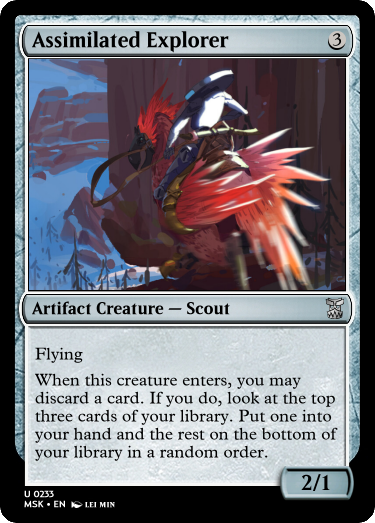 Assimilated Explorer 3
Artifact Creature — Scout
Flying
When this creature enters, you may
discard a card. If you do, look at the top
three cards of your library. Put one into
your hand and the rest on the bottom of
your library in a random order.
2/1
U 0233
MSK • EN LEI MIN